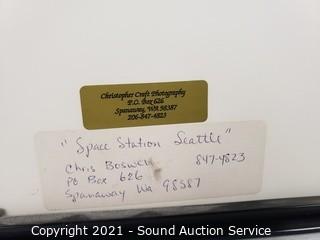 Christopher Craft Photography
P.O. Box 626
Spanaway, WA 98387
206-847-4823
"Space Station Seattle"
Chris Boswell 847-4823
PO Box 626
Spanaway Wa 98387
Copyright 2021 - Sound Auction Service